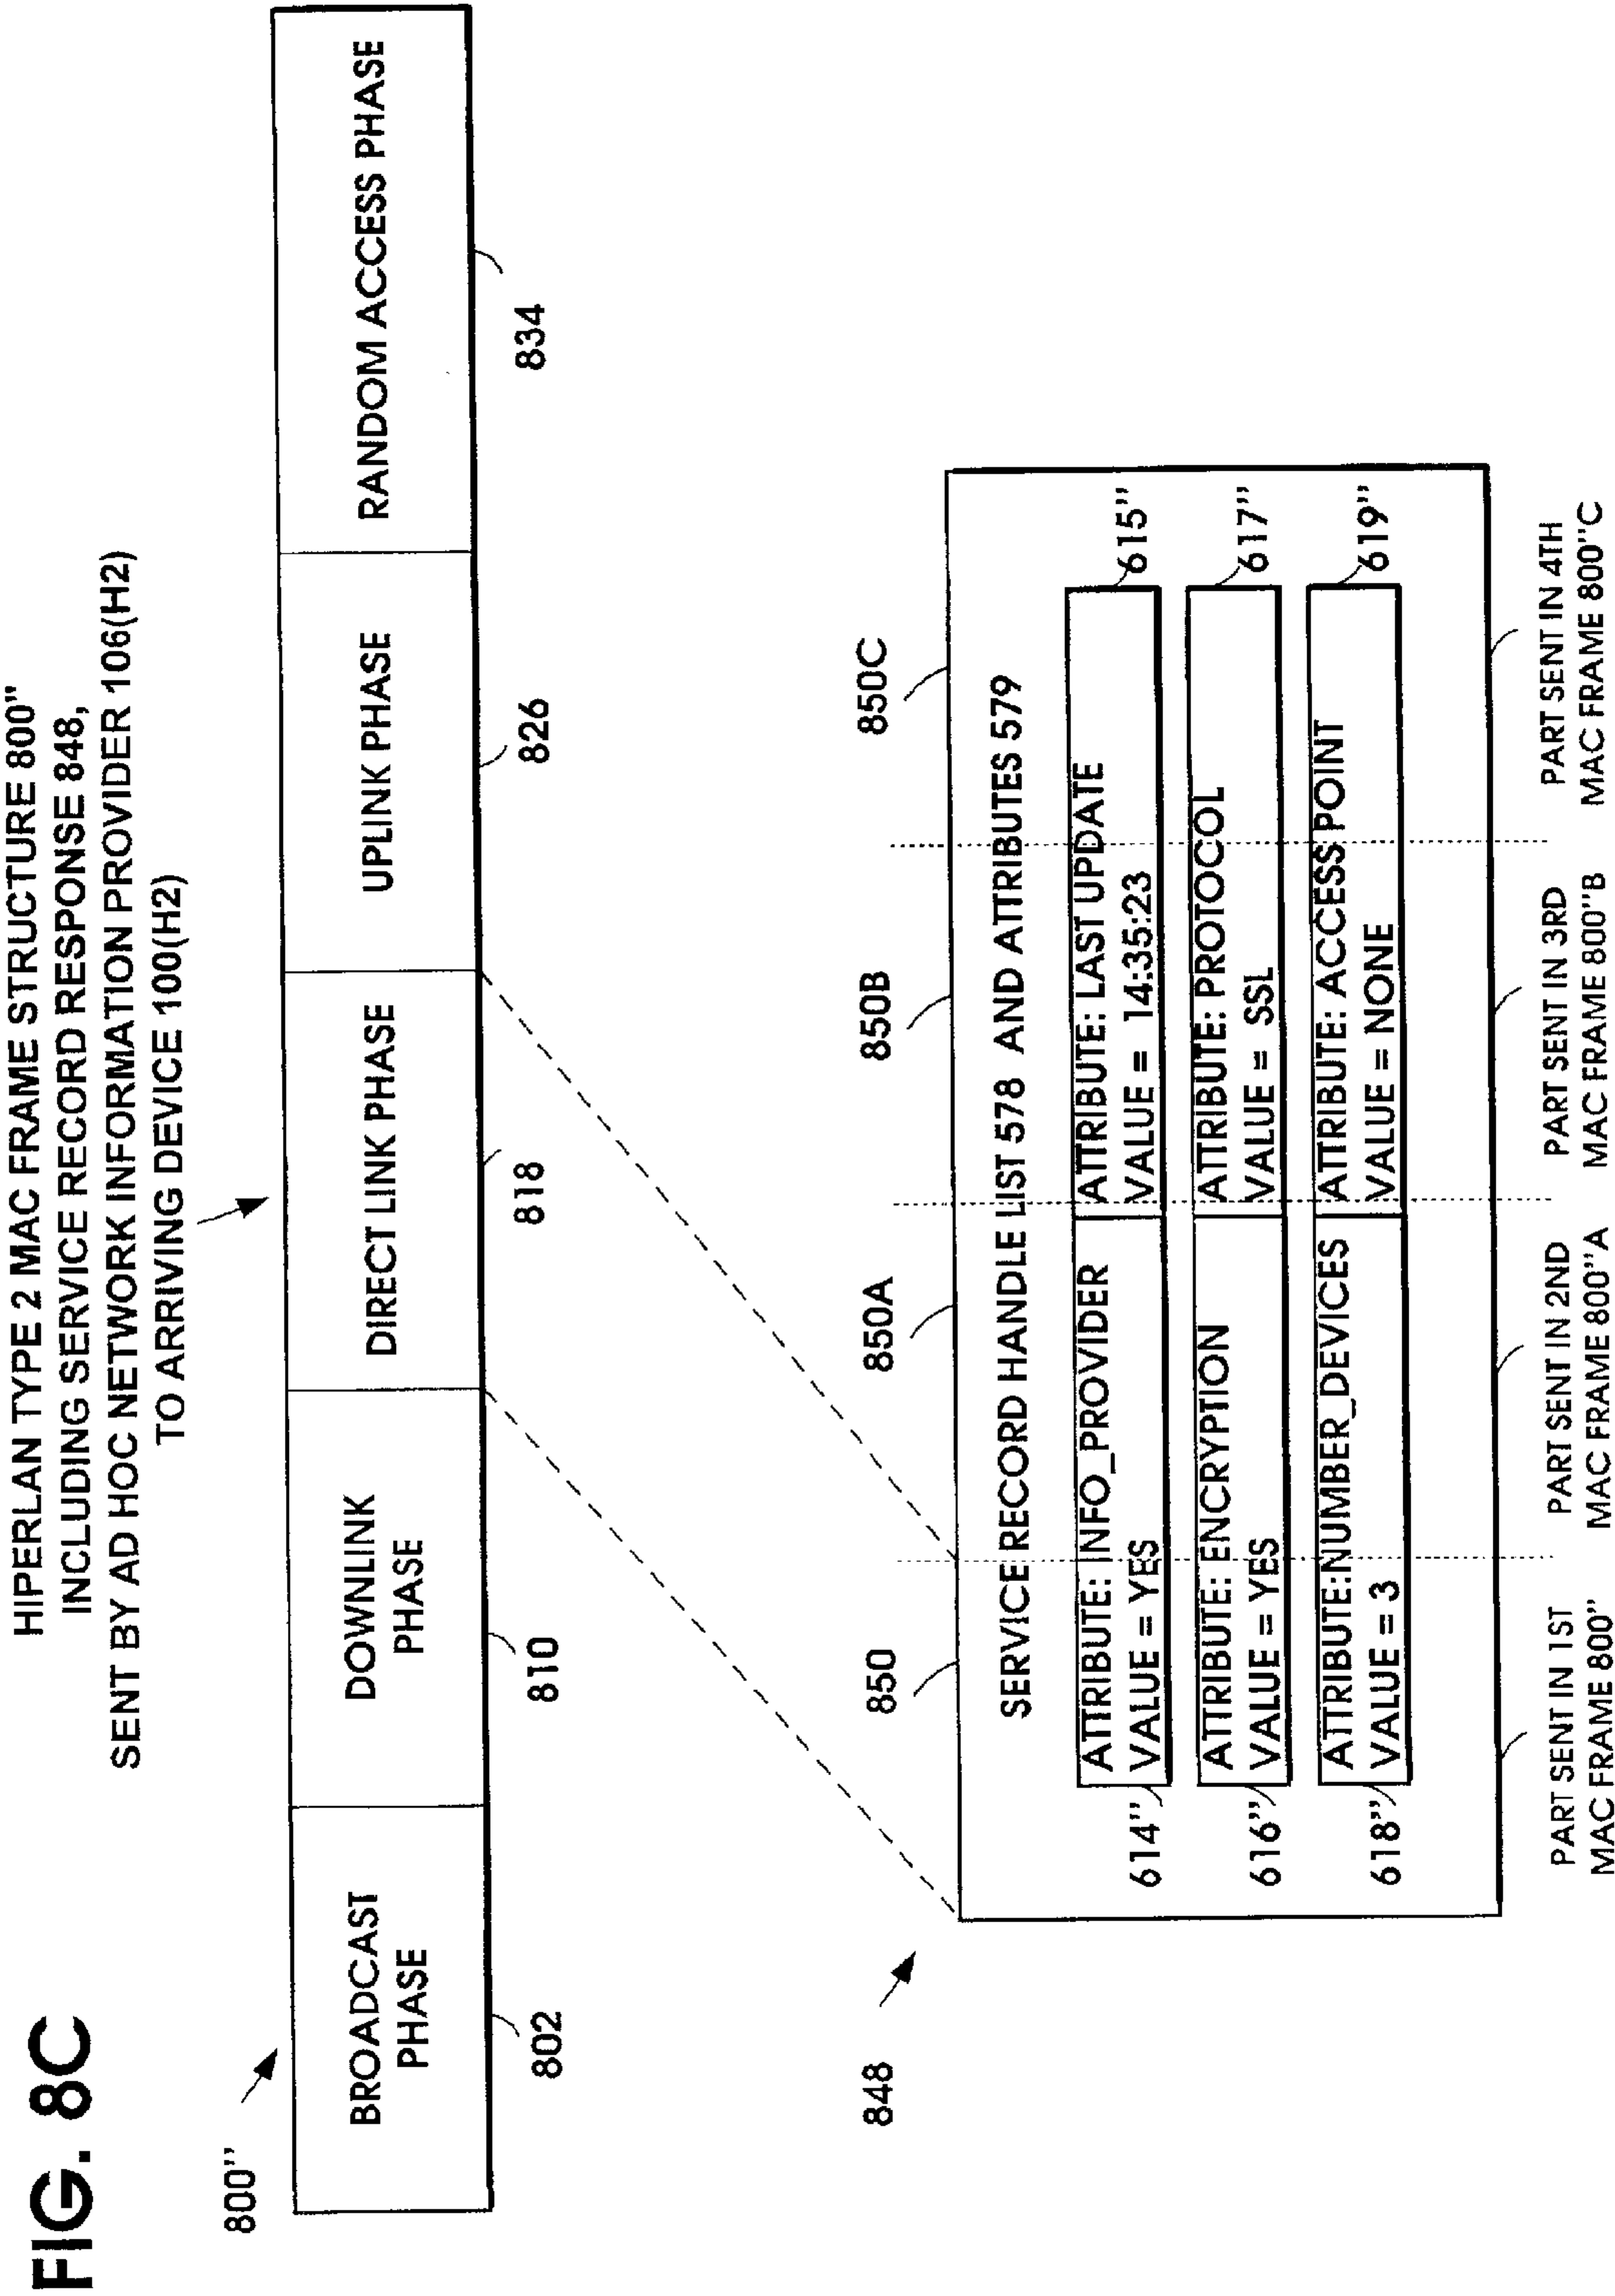 FIG. 8C
HIPERLAN TYPE 2 MAC FRAME STRUCTURE 800"
INCLUDING SERVICE RECORD RESPONSE 848,
SENT BY AD HOC NETWORK INFORMATION PROVIDER 106(H2)
TO ARRIVING DEVICE 100(H2)
800"
BROADCAST
PHASE
DOWNLINK
PHASE
DIRECT LINK PHASE
UPLINK PHASE
RANDOM ACCESS PHASE
802
810
818
826
834
848
850
850A
850B
850C
SERVICE RECORD HANDLE LIST 578 AND ATTRIBUTES 579
614"
ATTRIBUTE: INFO_PROVIDER
VALUE = YES
ATTRIBUTE: LAST UPDATE
VALUE = 14:35:23
615"
616"
ATTRIBUTE: ENCRYPTION
VALUE = YES
ATTRIBUTE: PROTOCOL
VALUE = SSL
617"
618"
ATTRIBUTE:NUMBER_DEVICES
VALUE = 3
ATTRIBUTE: ACCESS POINT
VALUE = NONE
619"
PART SENT IN 1ST
MAC FRAME 800"
PART SENT IN 2ND
MAC FRAME 800"A
PART SENT IN 3RD
MAC FRAME 800"B
PART SENT IN 4TH
MAC FRAME 800"C